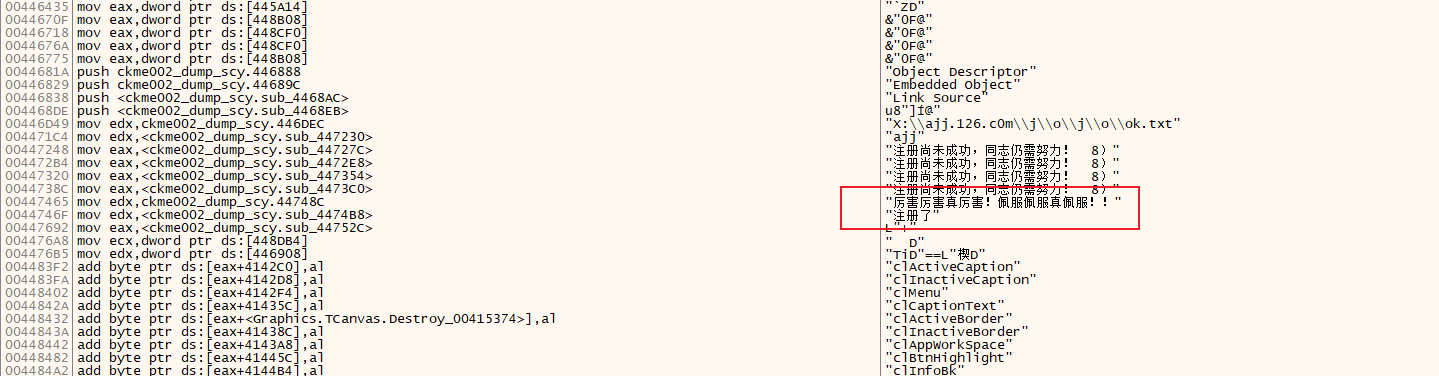 00446435 mov eax,dword ptr ds:[445A14] "`ZD"
0044670F mov eax,dword ptr ds:[448B08] &"OF@"
00446718 mov eax,dword ptr ds:[448CF0] &"OF@"
0044676A mov eax,dword ptr ds:[448CF0] &"OF@"
00446775 mov eax,dword ptr ds:[448B08] &"OF@"
0044681A push ckme002_dump_scy.446888 "Object Descriptor"
00446829 push ckme002_dump_scy.44689C "Embedded Object"
00446838 push <ckme002_dump_scy.sub_4468AC> "Link Source"
004468DE push <ckme002_dump_scy.sub_4468EB> u8"]f@"
00446D49 mov edx,ckme002_dump_scy.446DEC "X:\\ajj.126.c0m\\j\\o\\j\\o\\ok.txt"
004471C4 mov edx,<ckme002_dump_scy.sub_447230> "ajj"
00447248 mov eax,<ckme002_dump_scy.sub_44727C> "注册尚未成功，同志仍需努力！ 8）"
004472B4 mov eax,<ckme002_dump_scy.sub_4472E8> "注册尚未成功，同志仍需努力！ 8）"
00447320 mov eax,<ckme002_dump_scy.sub_447354> "注册尚未成功，同志仍需努力！ 8）"
0044738C mov eax,<ckme002_dump_scy.sub_4473C0> "注册尚未成功，同志仍需努力！ 8）"
00447465 mov edx,ckme002_dump_scy.44748C "厉害厉害真厉害！佩服佩服真佩服！！"
0044746F mov edx,<ckme002_dump_scy.sub_4474B8> "注册了"
00447692 mov eax,<ckme002_dump_scy.sub_44752C> L"+"
004476A8 mov ecx,dword ptr ds:[448DB4] " D"
004476B5 mov edx,dword ptr ds:[446908] "TiD"==L"楔D"
004483F2 add byte ptr ds:[eax+4142C0],al "clActiveCaption"
004483FA add byte ptr ds:[eax+4142D8],al "clInactiveCaption"
00448402 add byte ptr ds:[eax+4142F4],al "clMenu"
0044842A add byte ptr ds:[eax+41435C],al "clCaptionText"
00448432 add byte ptr ds:[eax+<Graphics.TCanvas.Destroy_00415374>],al "clActiveBorder"
0044843A add byte ptr ds:[eax+41438C],al "clInactiveBorder"
00448442 add byte ptr ds:[eax+4143A8],al "clAppWorkSpace"
00448482 add byte ptr ds:[eax+41445C],al "clBtnHighlight"
004484A2 add byte ptr ds:[eax+4144B4],al "clInfoBk"